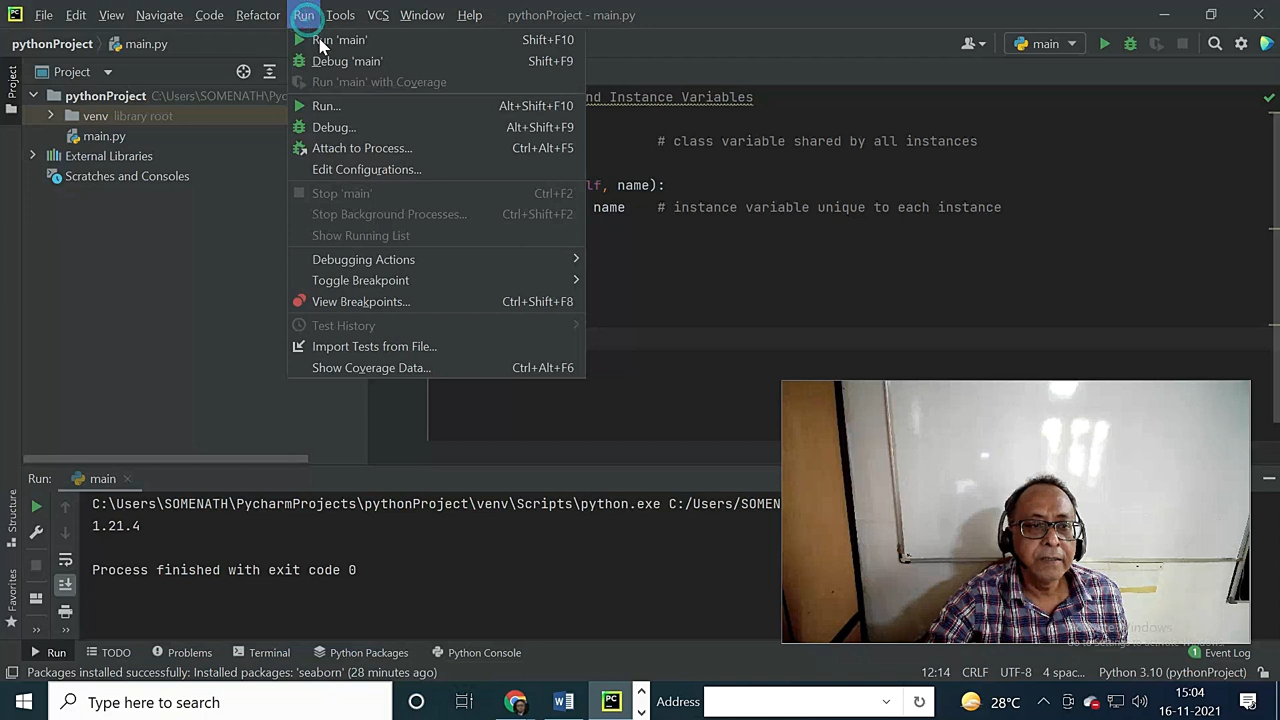 File Edit View Navigate Code Refactor Run Tools VCS Window Help pythonProject - main.py
pythonProject main.py
main
Project
Project
pythonProject C:\Users\SOMENATH\Pyc
venv library root
main.py
External Libraries
Scratches and Consoles
Run 'main' Shift+F10
Debug 'main' Shift+F9
Run 'main' with Coverage
Run... Alt+Shift+F10
Debug... Alt+Shift+F9
Attach to Process... Ctrl+Alt+F5
Edit Configurations...
Stop 'main' Ctrl+F2
Stop Background Processes... Ctrl+Shift+F2
Show Running List
Debugging Actions
Toggle Breakpoint
View Breakpoints... Ctrl+Shift+F8
Test History
Import Tests from File...
Show Coverage Data... Ctrl+Alt+F6
nd Instance Variables
# class variable shared by all instances
lf, name):
name # instance variable unique to each instance
Run: main
C:\Users\SOMENATH\PycharmProjects\pythonProject\venv\Scripts\python.exe C:/Users/SOME
1.21.4
Process finished with exit code 0
Structure
Favorites
Windows
Run TODO Problems Terminal Python Packages Python Console 1 Event Log
Packages installed successfully: Installed packages: 'seaborn' (28 minutes ago) 12:14 CRLF UTF-8 4 spac... Python 3.10 (pythonProject)
Type here to search
Address
28°C
15:04
16-11-2021